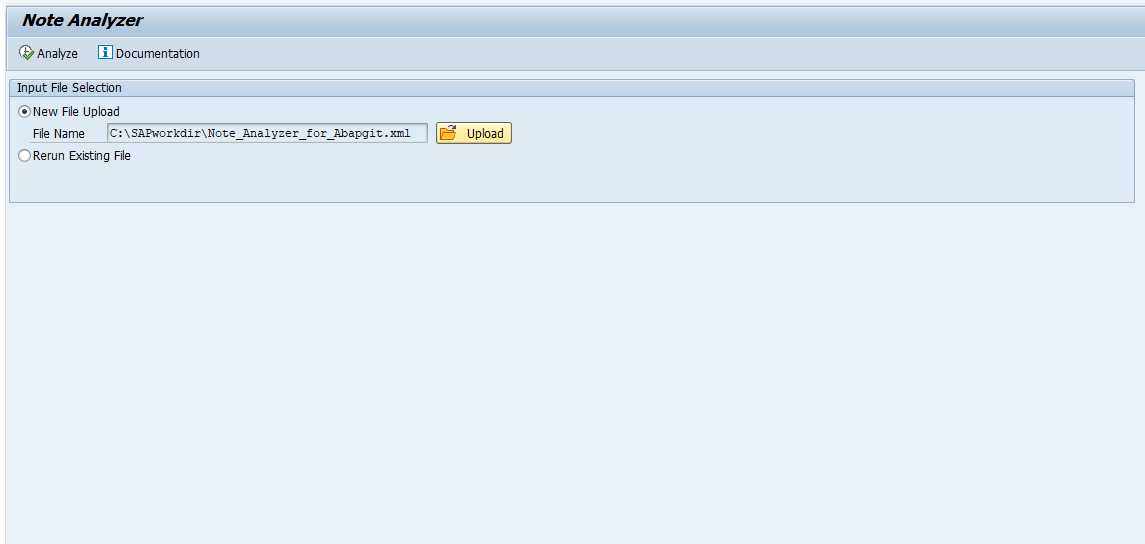 Note Analyzer
Analyze Documentation
Input File Selection
New File Upload
File Name C:\SAPworkdir\Note_Analyzer_for_Abapgit.xml Upload
Rerun Existing File